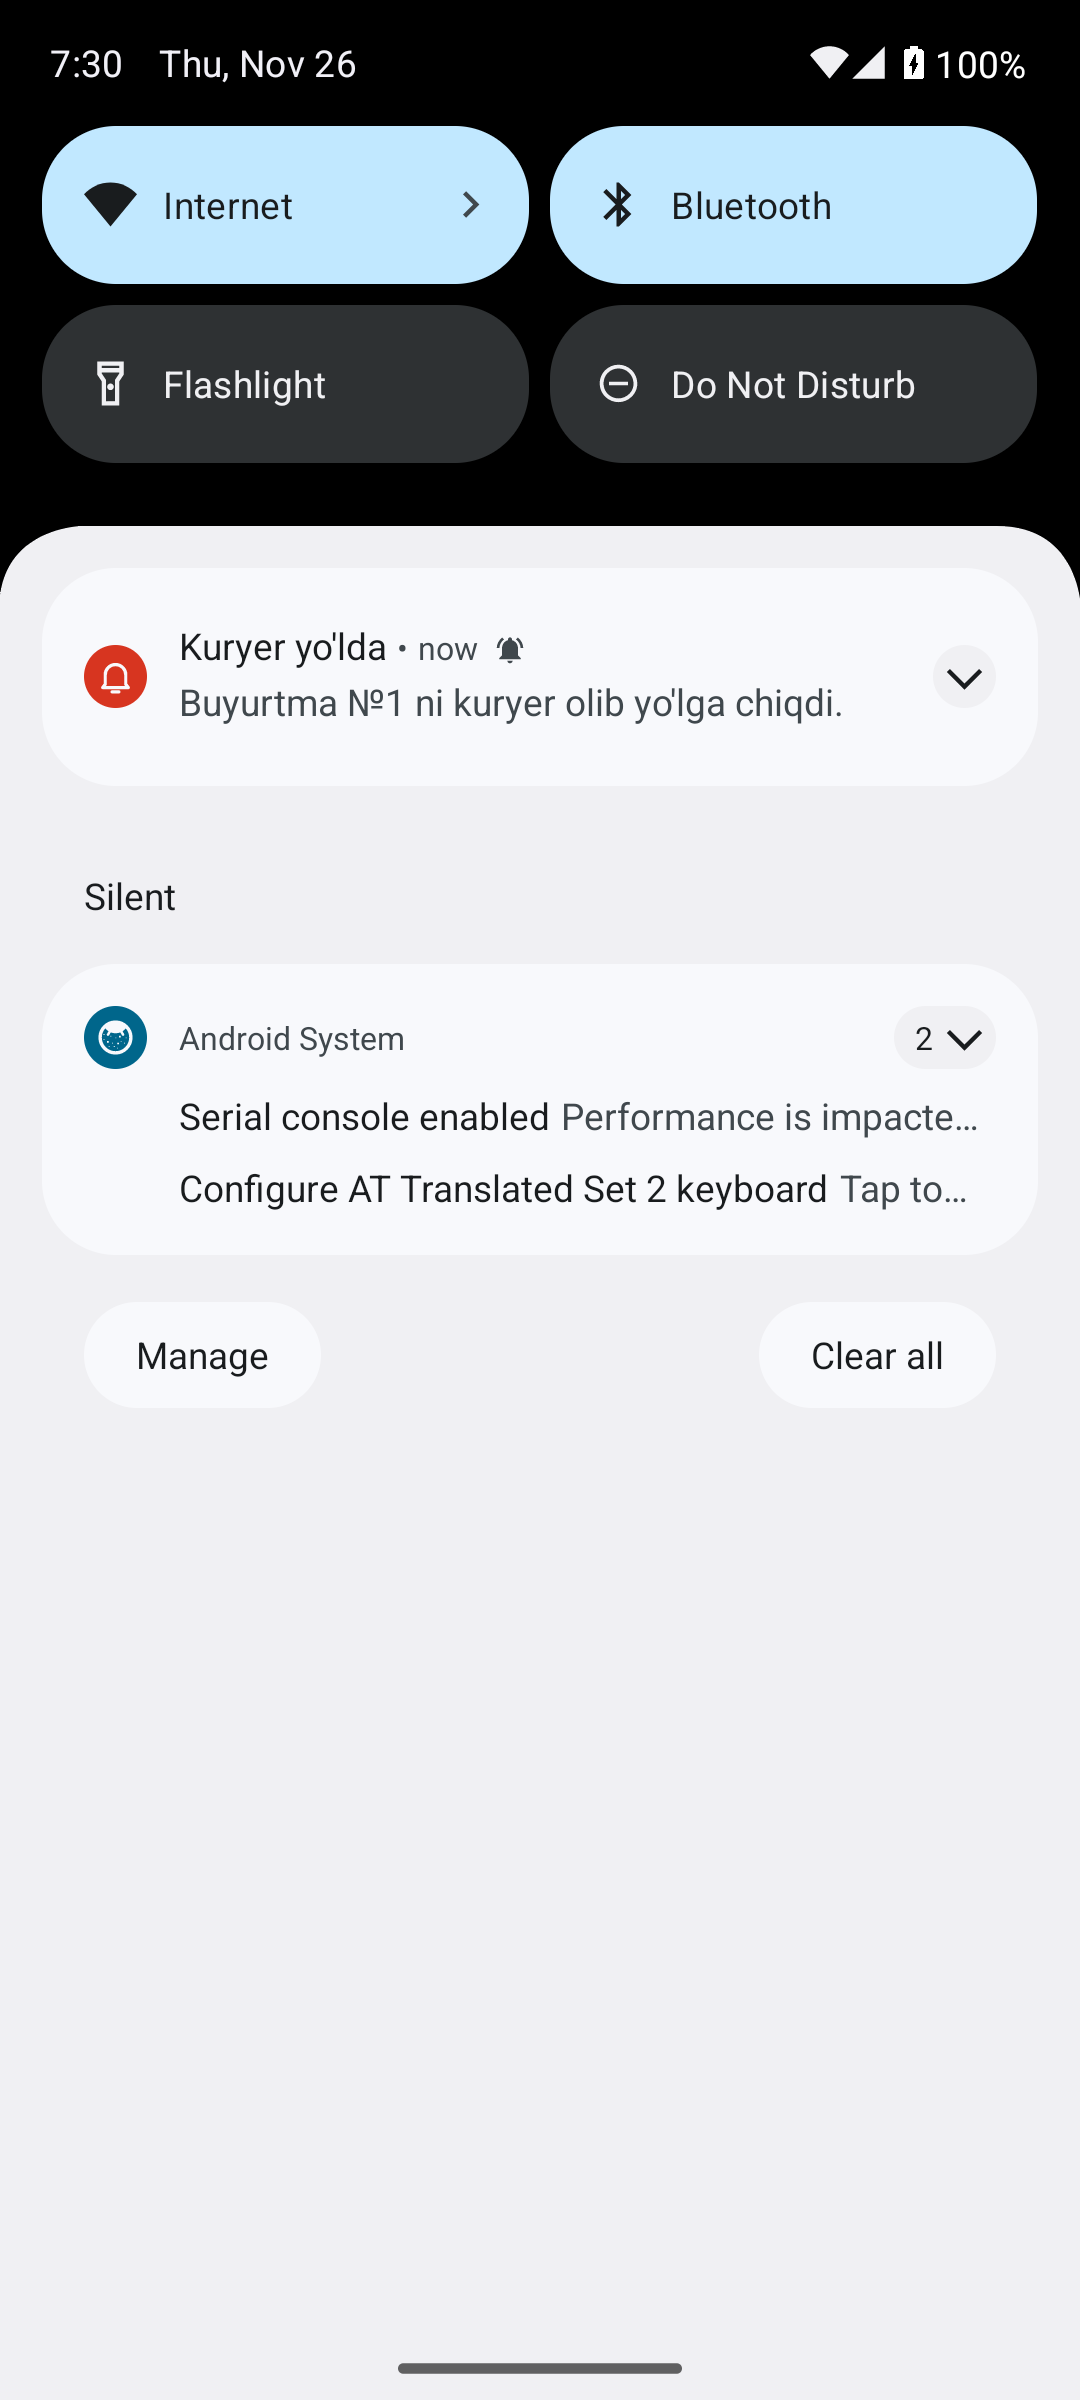 7:30 Thu, Nov 26 100%
Internet
Bluetooth
Flashlight
Do Not Disturb
Kuryer yo'lda • now
Buyurtma №1 ni kuryer olib yo'lga chiqdi.
Silent
Android System 2
Serial console enabled Performance is impacte…
Configure AT Translated Set 2 keyboard Tap to…
Manage
Clear all